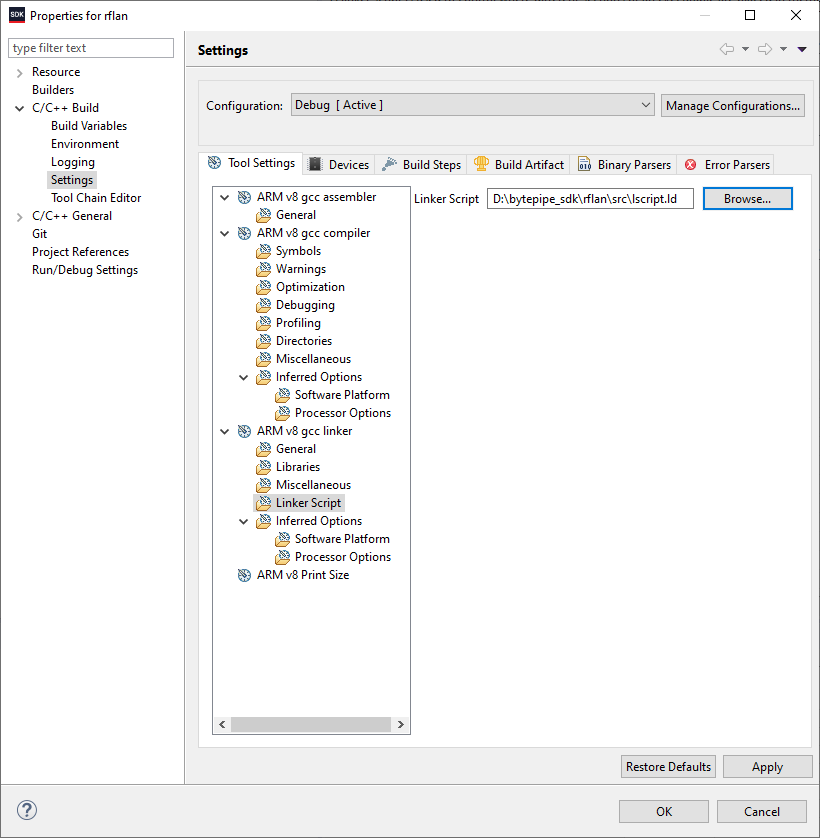 SDK Properties for rflan
type filter text
Resource
Builders
C/C++ Build
Build Variables
Environment
Logging
Settings
Tool Chain Editor
C/C++ General
Git
Project References
Run/Debug Settings
Settings
Configuration: Debug [ Active ] Manage Configurations...
Tool Settings Devices Build Steps Build Artifact Binary Parsers Error Parsers
ARM v8 gcc assembler
General
ARM v8 gcc compiler
Symbols
Warnings
Optimization
Debugging
Profiling
Directories
Miscellaneous
Inferred Options
Software Platform
Processor Options
ARM v8 gcc linker
General
Libraries
Miscellaneous
Linker Script
Inferred Options
Software Platform
Processor Options
ARM v8 Print Size
Linker Script D:\bytepipe_sdk\rflan\src\lscript.ld Browse...
Restore Defaults Apply
? OK Cancel